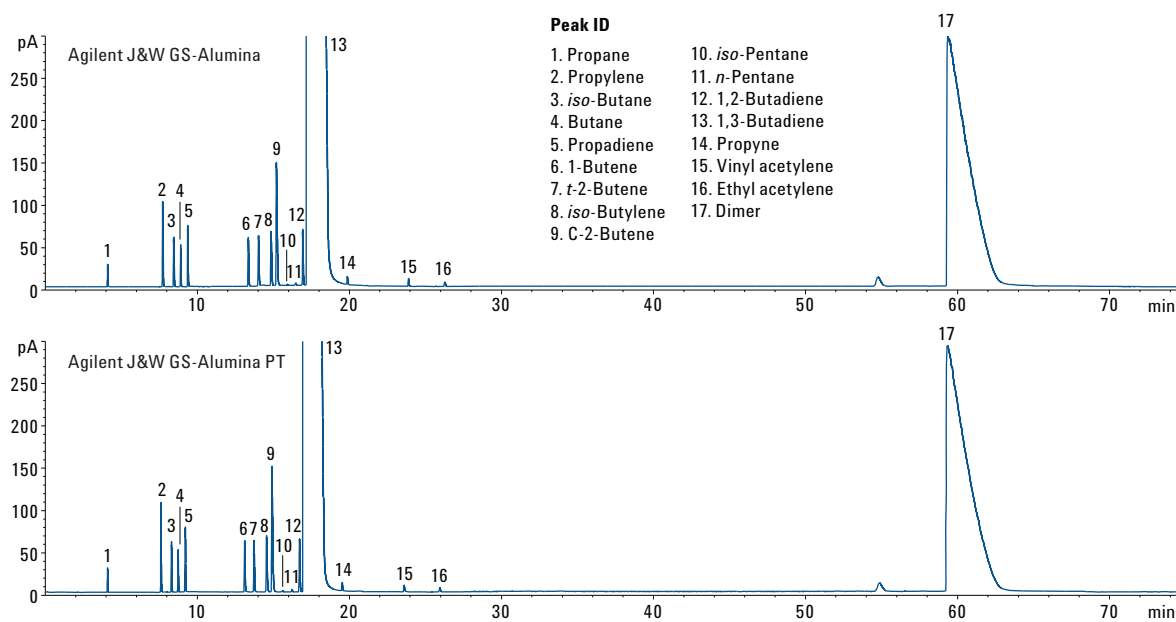 pA
Agilent J&W GS-Alumina
250
200
150
100
50
0
1
2
3
4
5
6
7
8
9
10
11
12
13
14
15
16
17
10
20
30
40
50
60
70
min
Peak ID
1. Propane
2. Propylene
3. iso-Butane
4. Butane
5. Propadiene
6. 1-Butene
7. t-2-Butene
8. iso-Butylene
9. C-2-Butene
10. iso-Pentane
11. n-Pentane
12. 1,2-Butadiene
13. 1,3-Butadiene
14. Propyne
15. Vinyl acetylene
16. Ethyl acetylene
17. Dimer
pA
Agilent J&W GS-Alumina PT
250
200
150
100
50
0
1
2
3
4
5
6
7
8
9
10
11
12
13
14
15
16
17
10
20
30
40
50
60
70
min